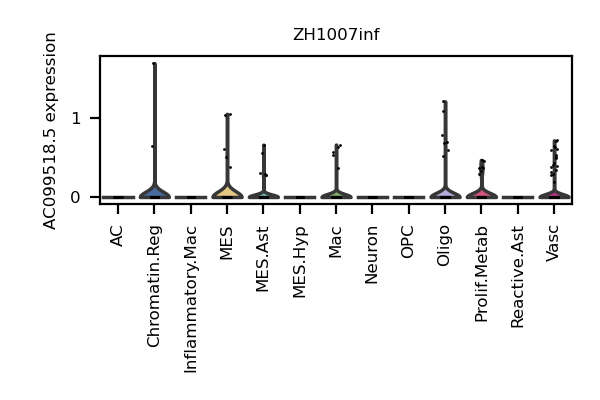 ZH1007inf
AC099518.5 expression
1
0
AC
Chromatin.Reg
Inflammatory.Mac
MES
MES.Ast
MES.Hyp
Mac
Neuron
OPC
Oligo
Prolif.Metab
Reactive.Ast
Vasc